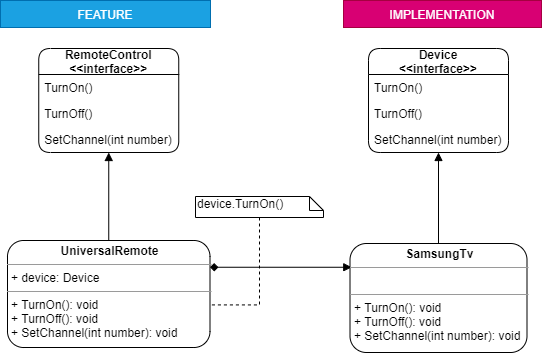 FEATURE
IMPLEMENTATION
RemoteControl
<<interface>>
TurnOn()
TurnOff()
SetChannel(int number)
Device
<<interface>>
TurnOn()
TurnOff()
SetChannel(int number)
device.TurnOn()
UniversalRemote
+ device: Device
+ TurnOn(): void
+ TurnOff(): void
+ SetChannel(int number): void
SamsungTv
+ TurnOn(): void
+ TurnOff(): void
+ SetChannel(int number): void